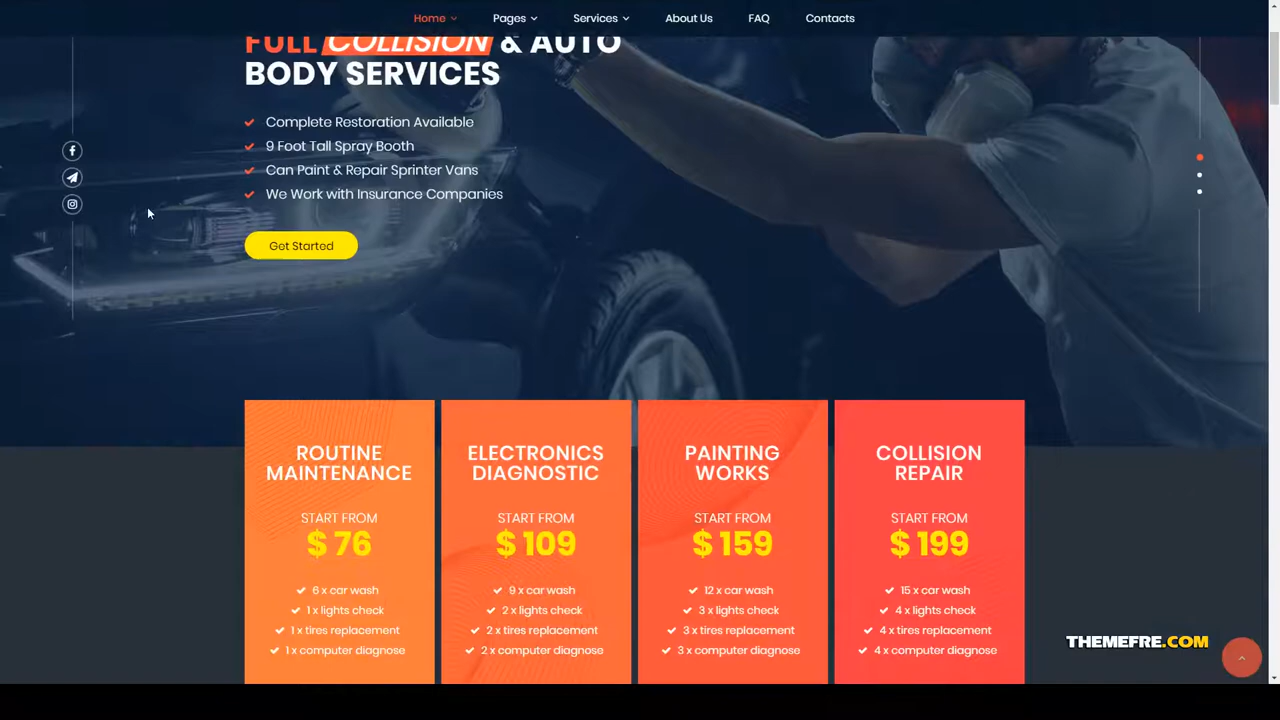 Home Pages Services About Us FAQ Contacts
FULL COLLISION & AUTO
BODY SERVICES
Complete Restoration Available
9 Foot Tall Spray Booth
Can Paint & Repair Sprinter Vans
We Work with Insurance Companies
Get Started
ROUTINE
MAINTENANCE
START FROM
$ 76
6 x car wash
1 x lights check
1 x tires replacement
1 x computer diagnose
ELECTRONICS
DIAGNOSTIC
START FROM
$ 109
9 x car wash
2 x lights check
2 x tires replacement
2 x computer diagnose
PAINTING
WORKS
START FROM
$ 159
12 x car wash
3 x lights check
3 x tires replacement
3 x computer diagnose
COLLISION
REPAIR
START FROM
$ 199
15 x car wash
4 x lights check
4 x tires replacement
4 x computer diagnose
THEMEFRE.COM